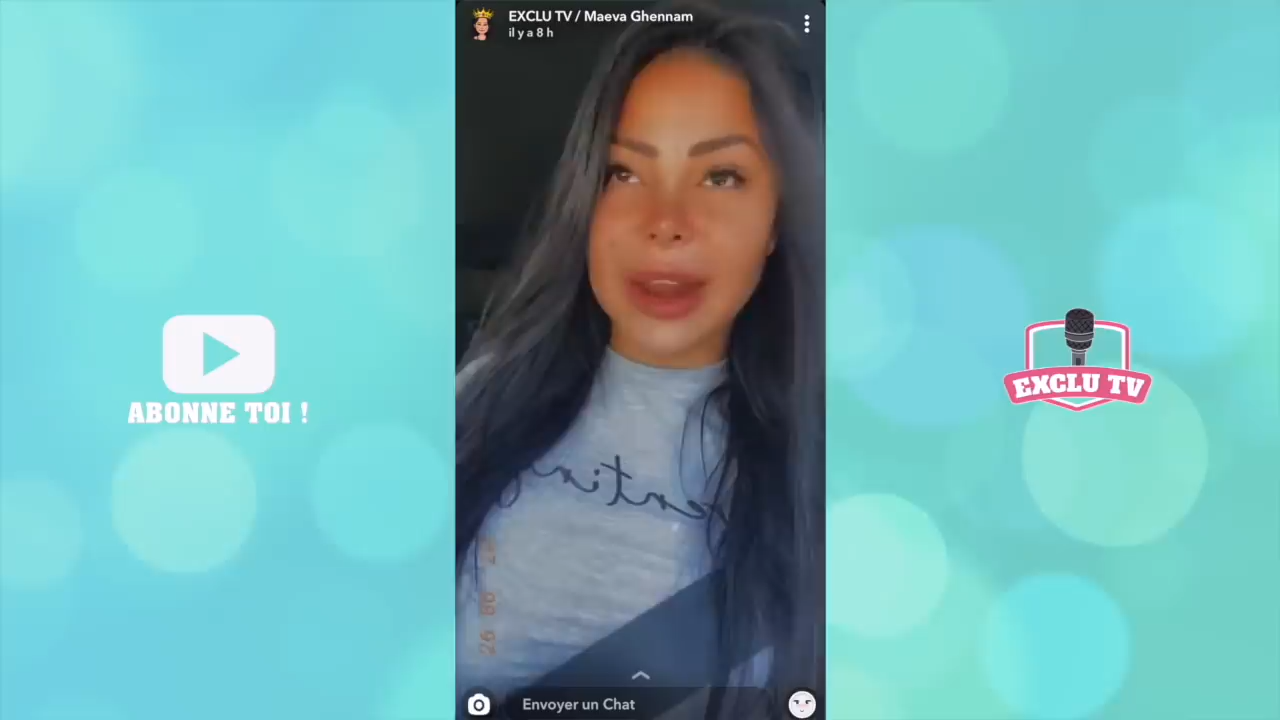 EXCLU TV / Maeva Ghennam
il y a 8 h
ABONNE TOI !
EXCLU TV
Envoyer un Chat